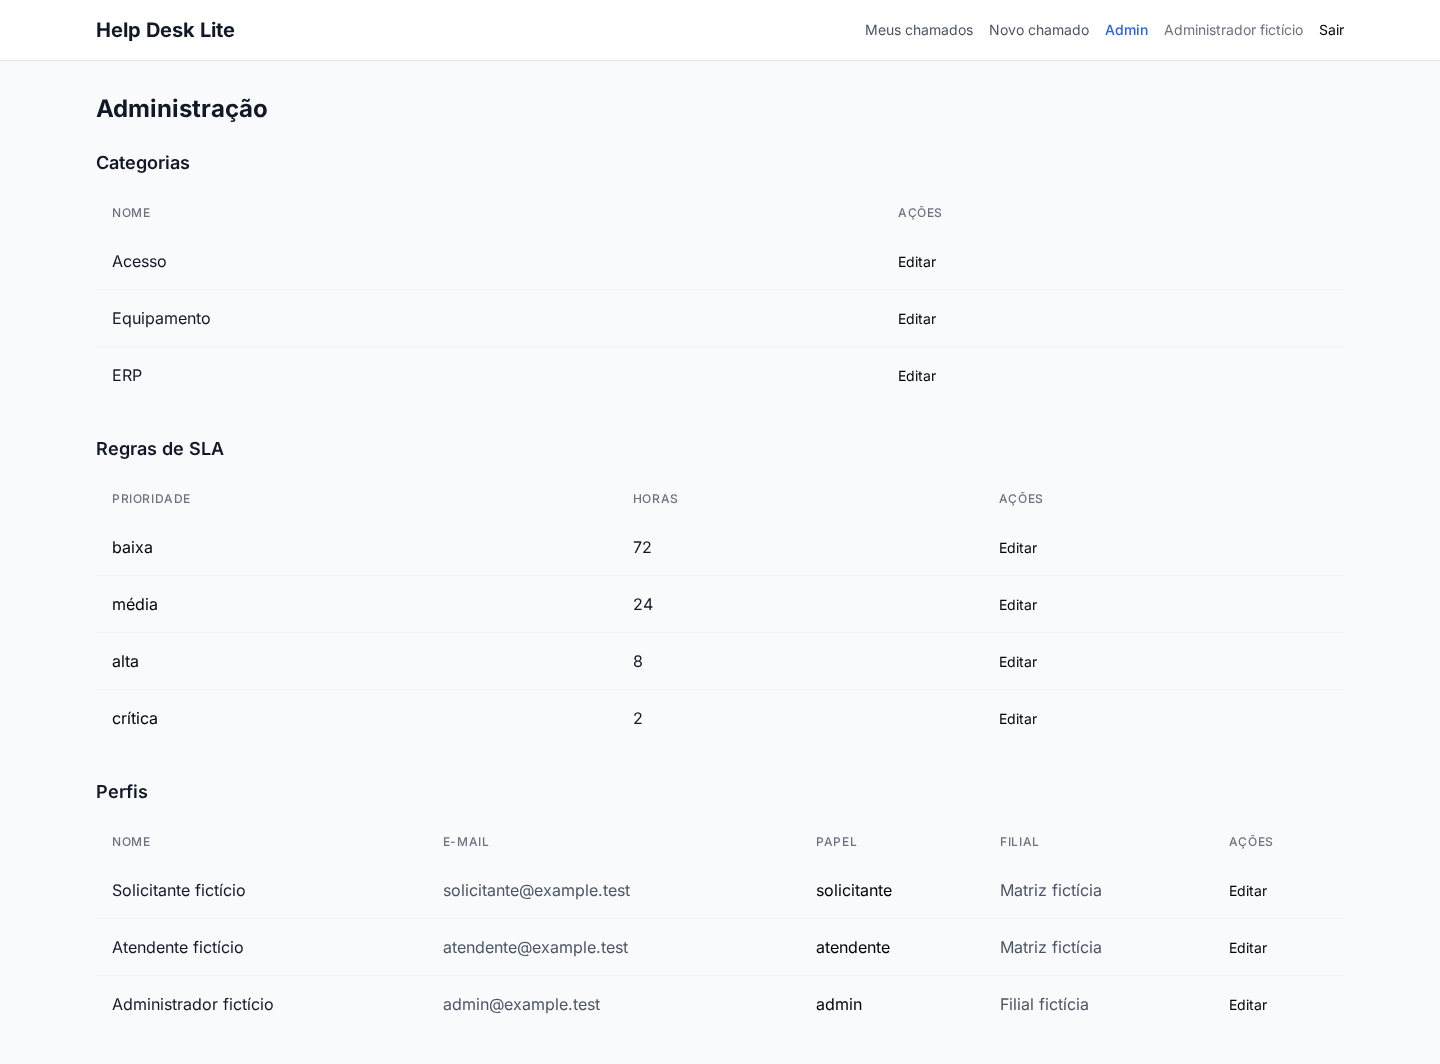 Help Desk Lite
Meus chamados Novo chamado Admin Administrador fictício Sair
Administração
Categorias
NOME AÇÕES
Acesso Editar
Equipamento Editar
ERP Editar
Regras de SLA
PRIORIDADE HORAS AÇÕES
baixa 72 Editar
média 24 Editar
alta 8 Editar
crítica 2 Editar
Perfis
NOME E-MAIL PAPEL FILIAL AÇÕES
Solicitante fictício solicitante@example.test solicitante Matriz fictícia Editar
Atendente fictício atendente@example.test atendente Matriz fictícia Editar
Administrador fictício admin@example.test admin Filial fictícia Editar